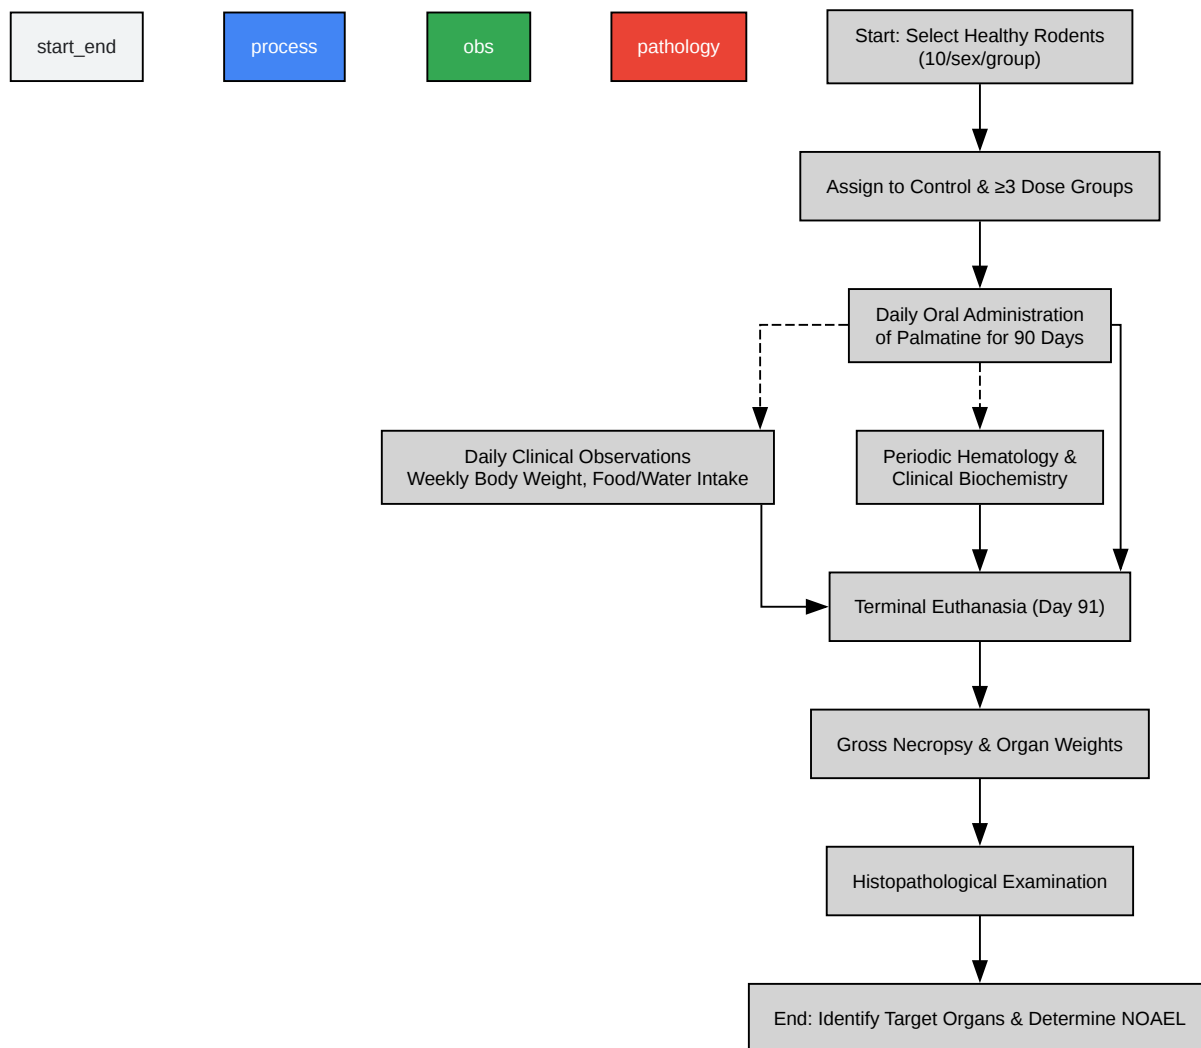 start_end
process
obs
pathology
Start: Select Healthy Rodents
(10/sex/group)
Assign to Control & ≥3 Dose Groups
Daily Oral Administration
of Palmatine for 90 Days
Daily Clinical Observations
Weekly Body Weight, Food/Water Intake
Periodic Hematology &
Clinical Biochemistry
Terminal Euthanasia (Day 91)
Gross Necropsy & Organ Weights
Histopathological Examination
End: Identify Target Organs & Determine NOAEL